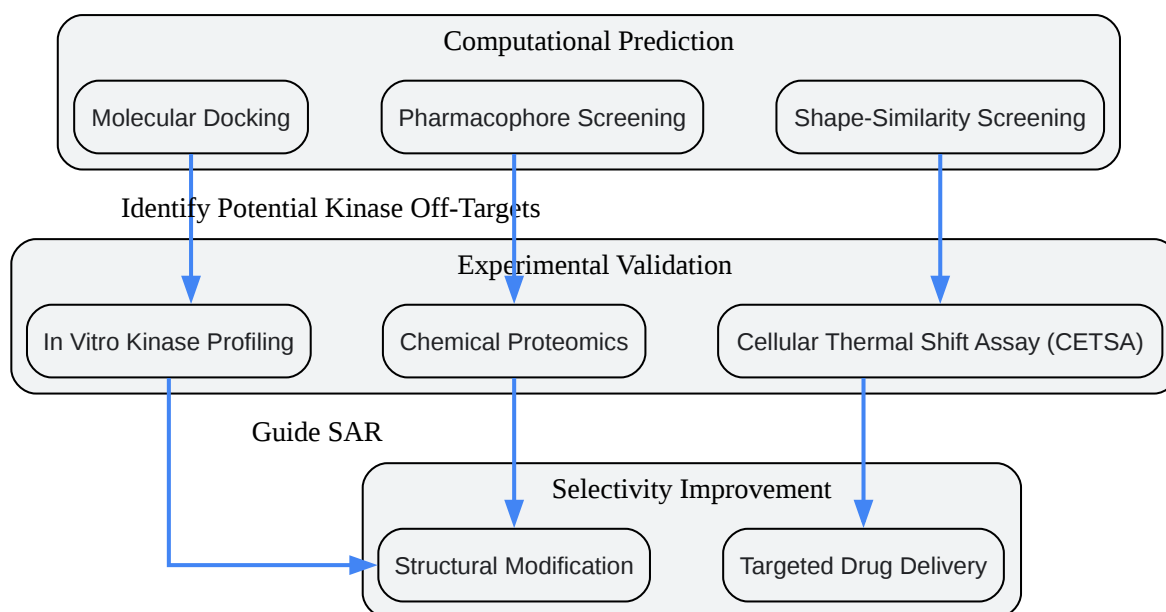 Computational Prediction
Molecular Docking
Pharmacophore Screening
Shape-Similarity Screening
Identify Potential Kinase Off-Targets
Experimental Validation
In Vitro Kinase Profiling
Chemical Proteomics
Cellular Thermal Shift Assay (CETSA)
Guide SAR
Selectivity Improvement
Structural Modification
Targeted Drug Delivery